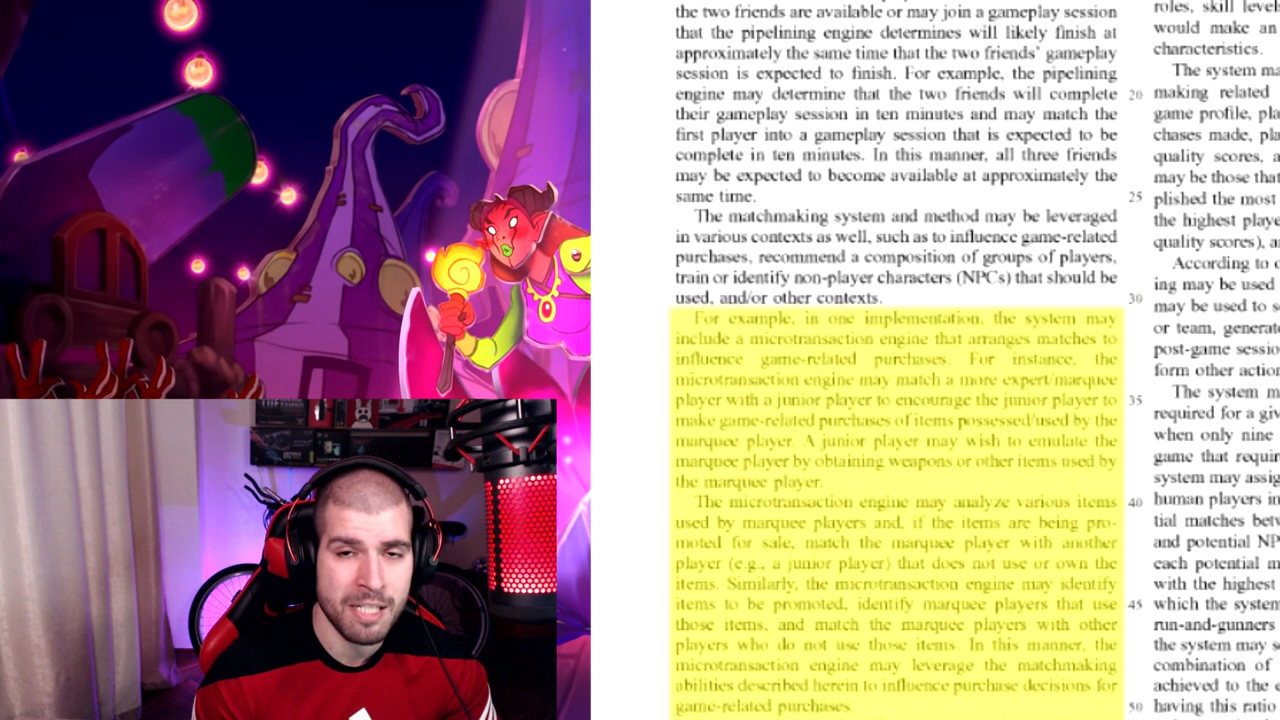 the two friends are available or may join a gameplay session
that the pipelining engine determines will likely finish at
approximately the same time that the two friends' gameplay
session is expected to finish. For example, the pipelining
engine may determine that the two friends will complete
their gameplay session in ten minutes and may match the
first player into a gameplay session that is expected to be
complete in ten minutes. In this manner, all three friends
may be expected to become available at approximately the
same time.
The matchmaking system and method may be leveraged
in various contexts as well, such as to influence game-related
purchases, recommend a composition of groups of players,
train or identify non-player characters (NPCs) that should be
used, and/or other contexts.
For example, in one implementation, the system may
include a microtransaction engine that arranges matches to
influence game-related purchases. For instance, the
microtransaction engine may match a more expert/marquee
player with a junior player to encourage the junior player to
make game-related purchases of items possessed/used by the
marquee player. A junior player may wish to emulate the
marquee player by obtaining weapons or other items used by
the marquee player.
The microtransaction engine may analyze various items
used by marquee players and, if the items are being pro-
moted for sale, match the marquee player with another
player (e.g., a junior player) that does not use or own the
items. Similarly, the microtransaction engine may identify
items to be promoted, identify marquee players that use
those items, and match the marquee players with other
players who do not use those items. In this manner, the
microtransaction engine may leverage the matchmaking
abilities described herein to influence purchase decisions for
game-related purchases.
20
25
30
35
40
45
50
roles, skill
would make an
characteristics.
The system
making related
game profile,
chases made,
quality scores,
may be those that
plished the most
the highest
quality scores),
According to
ing may be used
may be used to
or team,
post-game
form other
The system
required for a
when only nine
game that
system may
human players
tial matches
and potential
each potential
with the highest
which the system
run-and-gunners
the system may
combination of
achieved to the
having this ratio